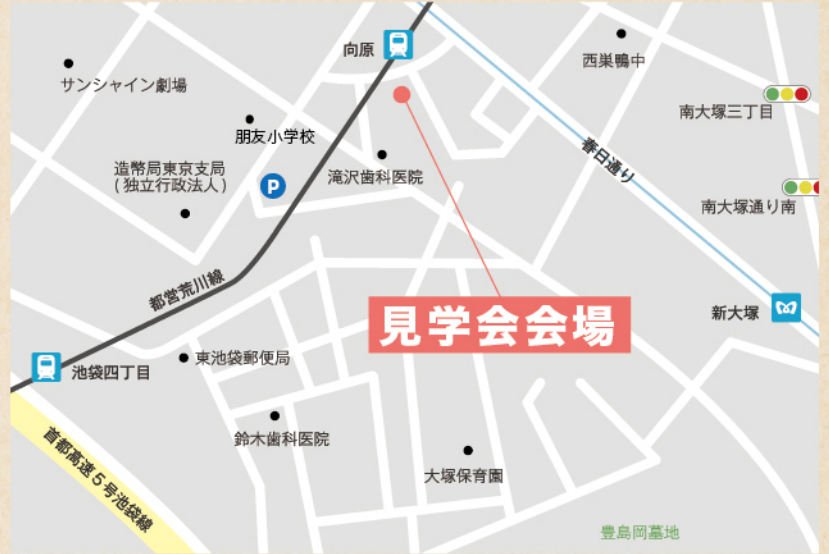 向原
西巣鴨中
サンシャイン劇場
南大塚三丁目
朋友小学校
春日通り
造幣局東京支局
(独立行政法人)
P
滝沢歯科医院
南大塚通り南
都営荒川線
見学会会場
新大塚
東池袋郵便局
池袋四丁目
鈴木歯科医院
首都高速5号池袋線
大塚保育園
豊島岡墓地